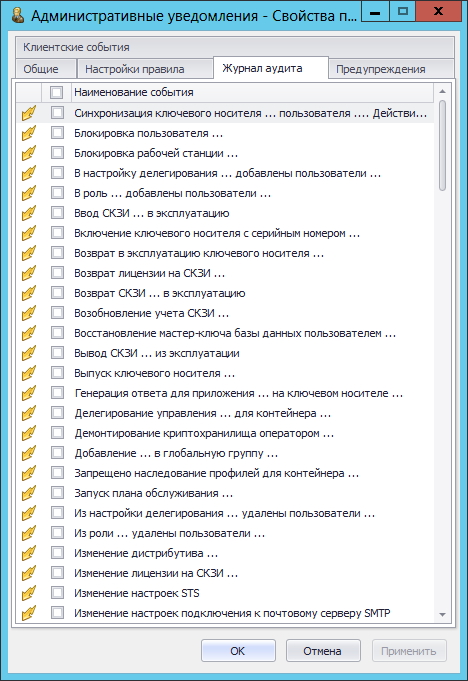 Административные уведомления - Свойства п...
Клиентские события
Общие
Настройки правила
Журнал аудита
Предупреждения
Наименование события
Синхронизация ключевого носителя ... пользователя .... Действи...
Блокировка пользователя ...
Блокировка рабочей станции ...
В настройку делегирования ... добавлены пользователи ...
В роль ... добавлены пользователи ...
Ввод СКЗИ ... в эксплуатацию
Включение ключевого носителя с серийным номером ...
Возврат в эксплуатацию ключевого носителя ...
Возврат лицензии на СКЗИ ...
Возврат СКЗИ ... в эксплуатацию
Возобновление учета СКЗИ ...
Восстановление мастер-ключа базы данных пользователем ...
Вывод СКЗИ ... из эксплуатации
Выпуск ключевого носителя ...
Генерация ответа для приложения ... на ключевом носителе ...
Делегирование управления ... для контейнера ...
Демонтирование криптохранилища оператором ...
Добавление ... в глобальную группу ...
Запрещено наследование профилей для контейнера ...
Запуск плана обслуживания ...
Из настройки делегирования ... удалены пользователи ...
Из роли ... удалены пользователи ...
Изменение дистрибутива ...
Изменение лицензии на СКЗИ ...
Изменение настроек STS
Изменение настроек подключения к почтовому серверу SMTP
OK
Отмена
Применить